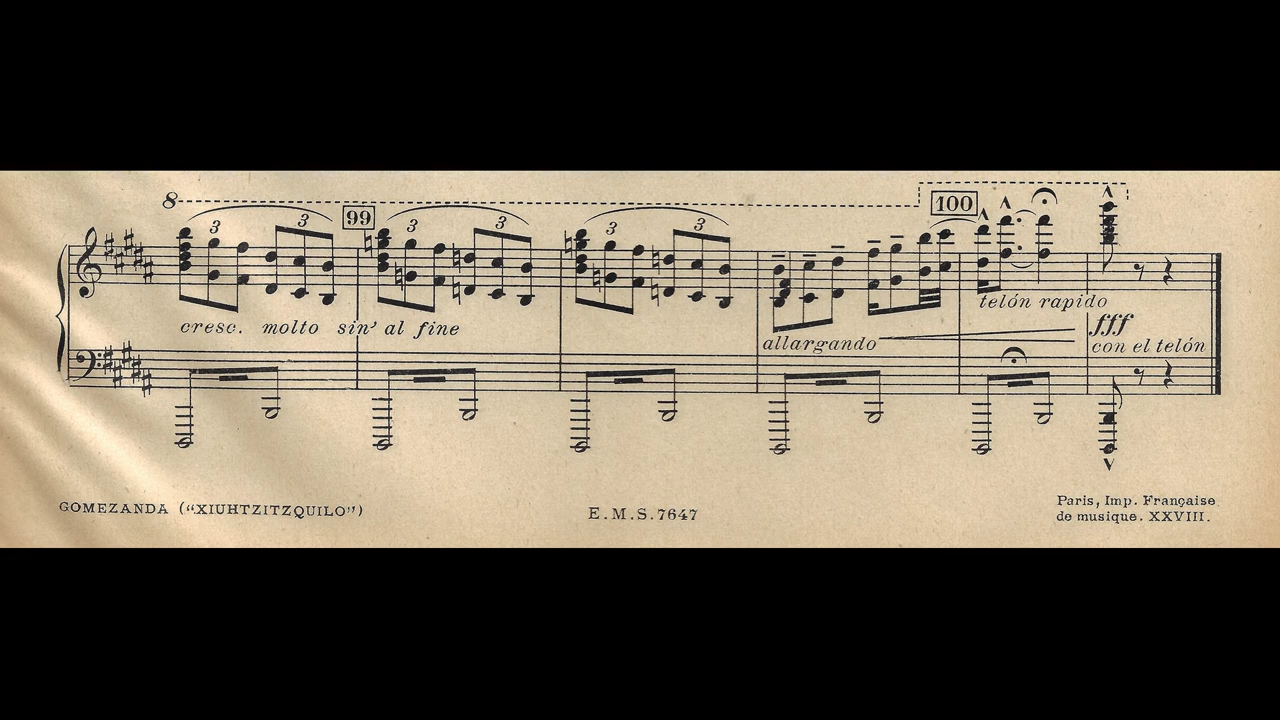 8
3 3 99 3 3 3 3 100
telón rapido
cresc. molto sin' al fine
fff
allargando
con el telón
GOMEZANDA ("XIUHTZITZQUILO")
E.M.S.7647
Paris, Imp. Française
de musique. XXVIII.